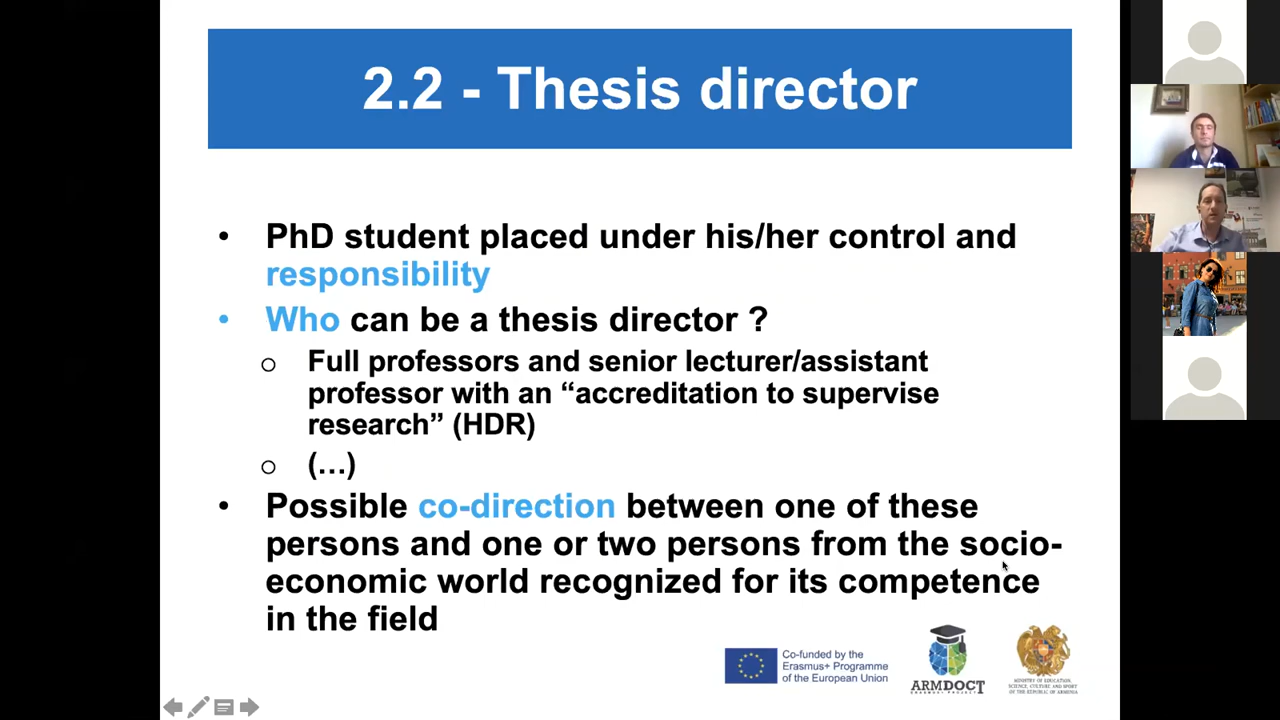 2.2 - Thesis director
• PhD student placed under his/her control and
responsibility
• Who can be a thesis director ?
o Full professors and senior lecturer/assistant
professor with an “accreditation to supervise
research” (HDR)
o (…)
• Possible co-direction between one of these
persons and one or two persons from the socio-
economic world recognized for its competence
in the field
Co-funded by the
Erasmus+ Programme
of the European Union
ARMDOCT
ERASMUS+ PROJECT
MINISTRY OF EDUCATION,
SCIENCE, CULTURE AND SPORT
OF THE REPUBLIC OF ARMENIA